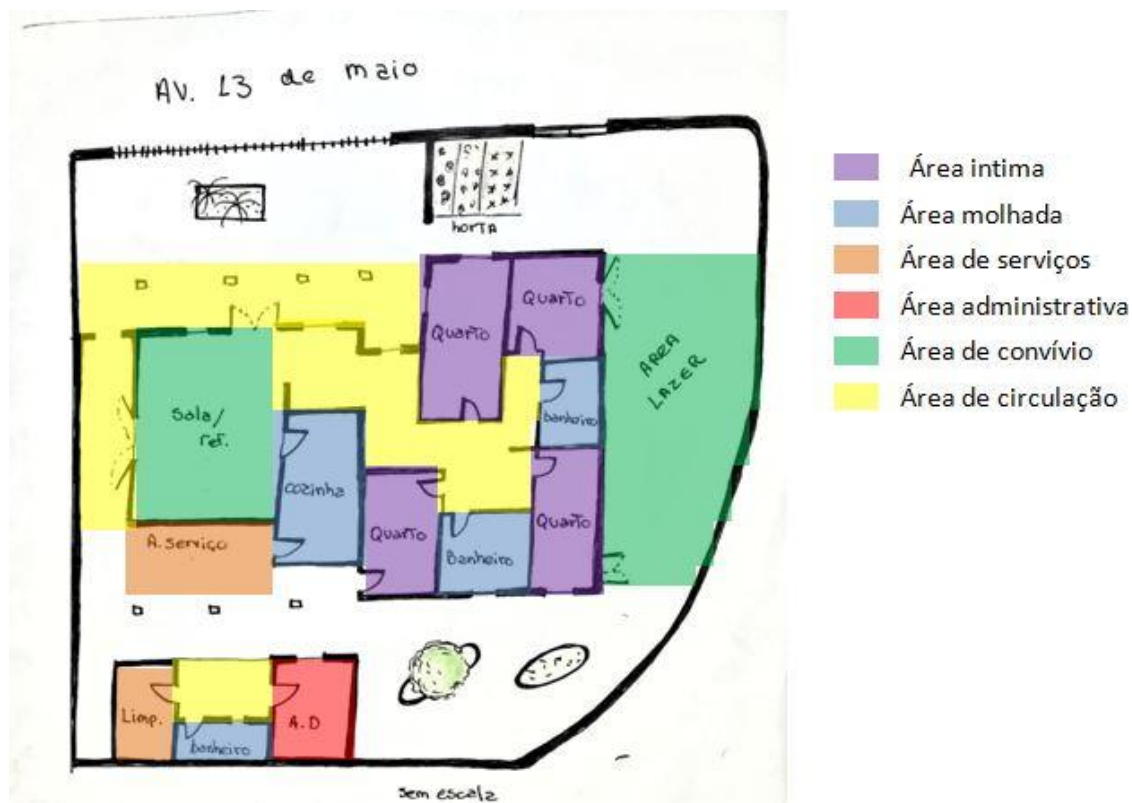 AV. 13 de maio
horta
Quarto
Quarto
AREA
LAZER
banheiro
Sala/
ref.
cozinha
Quarto
Quarto
A. serviço
Banheiro
Limp.
banheiro
A.D
sem escala
Área intima
Área molhada
Área de serviços
Área administrativa
Área de convívio
Área de circulação